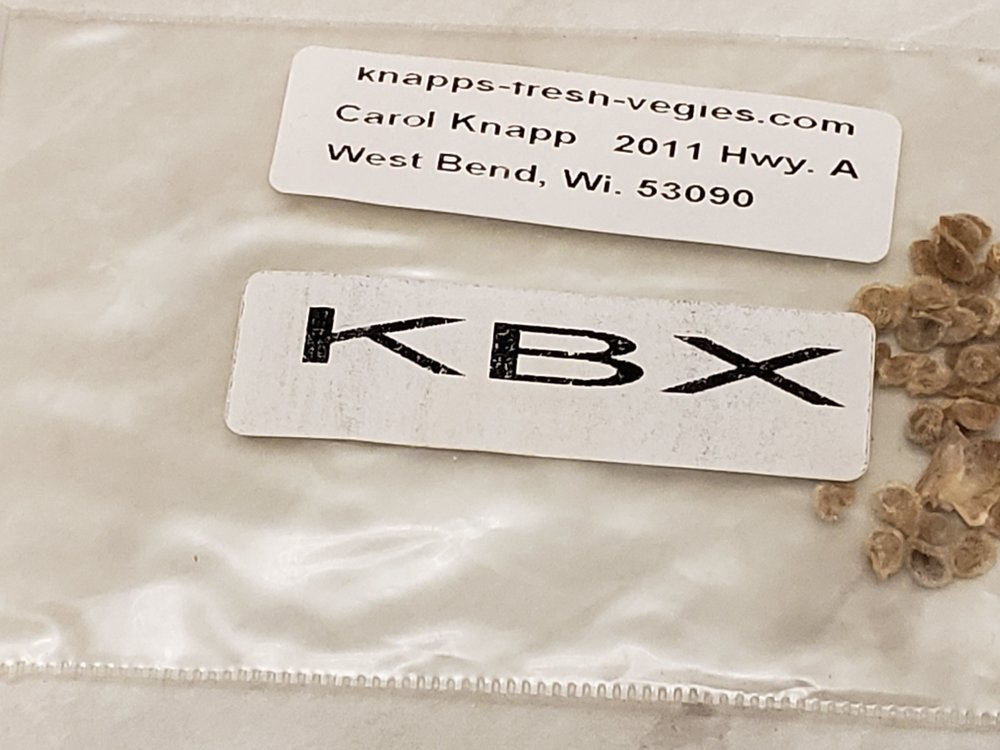 knapps-fresh-vegies.com
Carol Knapp 2011 Hwy. A
West Bend, Wi. 53090
KBX